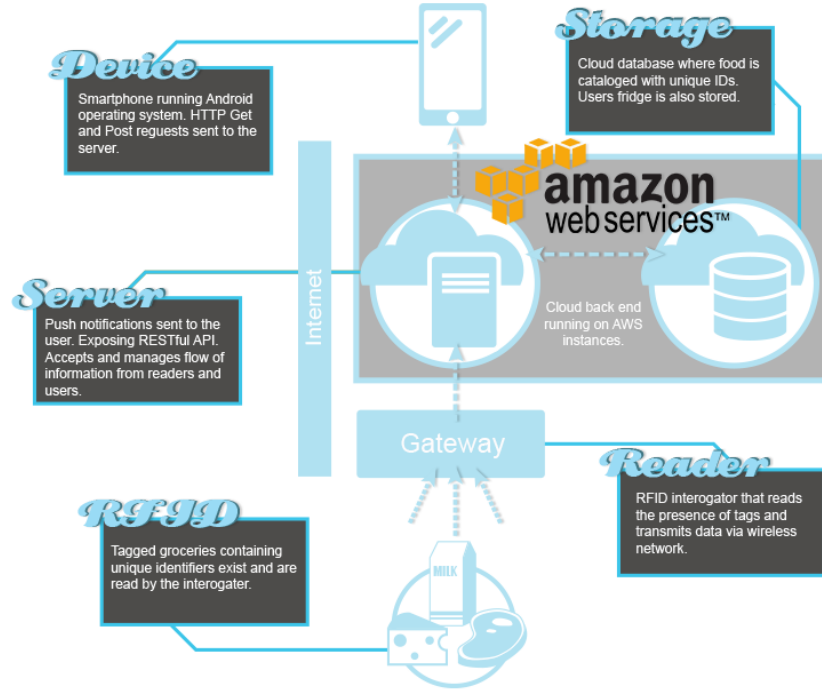 Device
Smartphone running Android
operating system. HTTP Get
and Post reguests sent to the
server.
Storage
Cloud database where food is
cataloged with unique IDs.
Users fridge is also stored.
amazon
web services™
Server
Push notifications sent to the
user. Exposing RESTful API.
Accepts and manages flow of
information from readers and
users.
Internet
Cloud back end
running on AWS
instances.
Gateway
Reader
RFID interogator that reads
the presence of tags and
transmits data via wireless
network.
RFID
Tagged groceries containing
unique identifiers exist and are
read by the interogater.
MILK